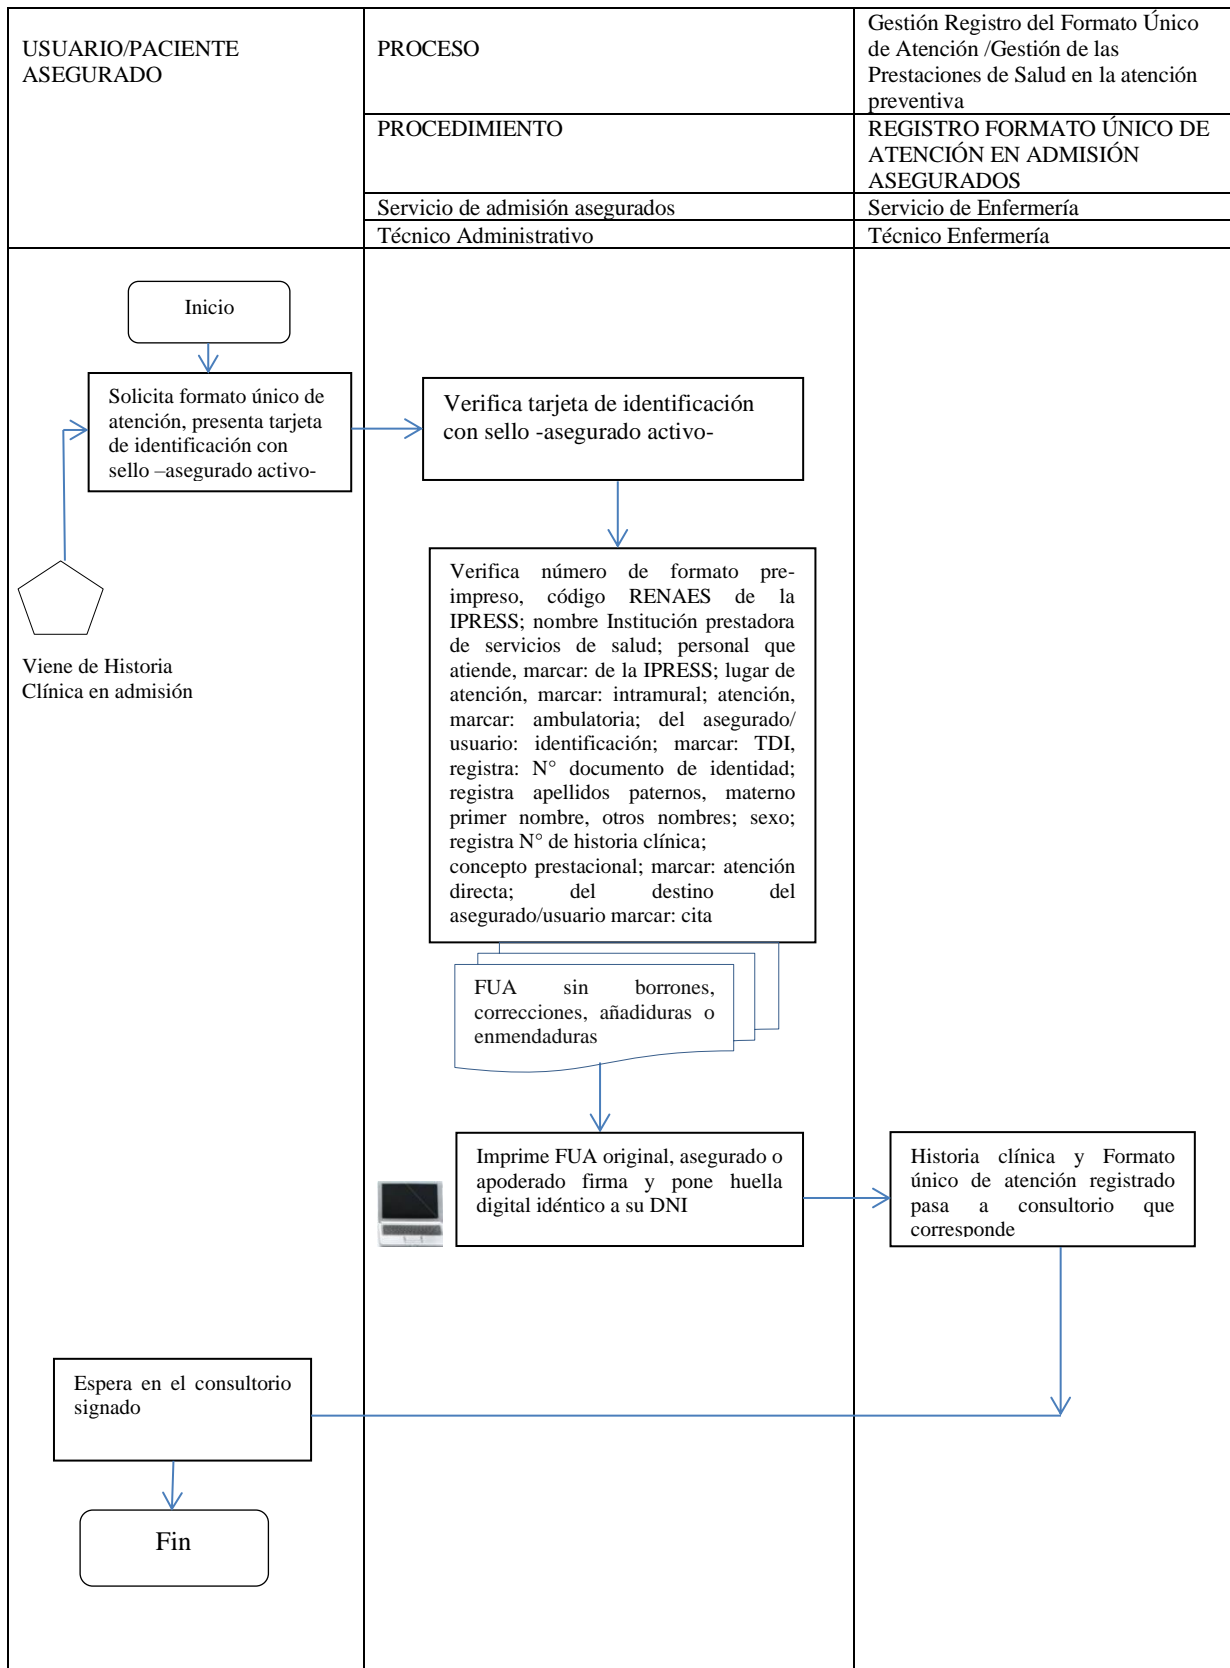 USUARIO/PACIENTE
ASEGURADO
PROCESO
Gestión Registro del Formato Único
de Atención /Gestión de las
Prestaciones de Salud en la atención
preventiva
PROCEDIMIENTO
REGISTRO FORMATO ÚNICO DE
ATENCIÓN EN ADMISIÓN
ASEGURADOS
Servicio de admisión asegurados
Servicio de Enfermería
Técnico Administrativo
Técnico Enfermería
Inicio
Solicita formato único de
atención, presenta tarjeta
de identificación con
sello –asegurado activo-
Verifica tarjeta de identificación
con sello -asegurado activo-
Viene de Historia
Clínica en admisión
Verifica número de formato pre-
impreso, código RENAES de la
IPRESS; nombre Institución prestadora
de servicios de salud; personal que
atiende, marcar: de la IPRESS; lugar de
atención, marcar: intramural; atención,
marcar: ambulatoria; del asegurado/
usuario: identificación; marcar: TDI,
registra: N° documento de identidad;
registra apellidos paternos, materno
primer nombre, otros nombres; sexo;
registra N° de historia clínica;
concepto prestacional; marcar: atención
directa; del destino del
asegurado/usuario marcar: cita
FUA sin borrones,
correcciones, añadiduras o
enmendaduras
Imprime FUA original, asegurado o
apoderado firma y pone huella
digital idéntico a su DNI
Historia clínica y Formato
único de atención registrado
pasa a consultorio que
corresponde
Espera en el consultorio
signado
Fin